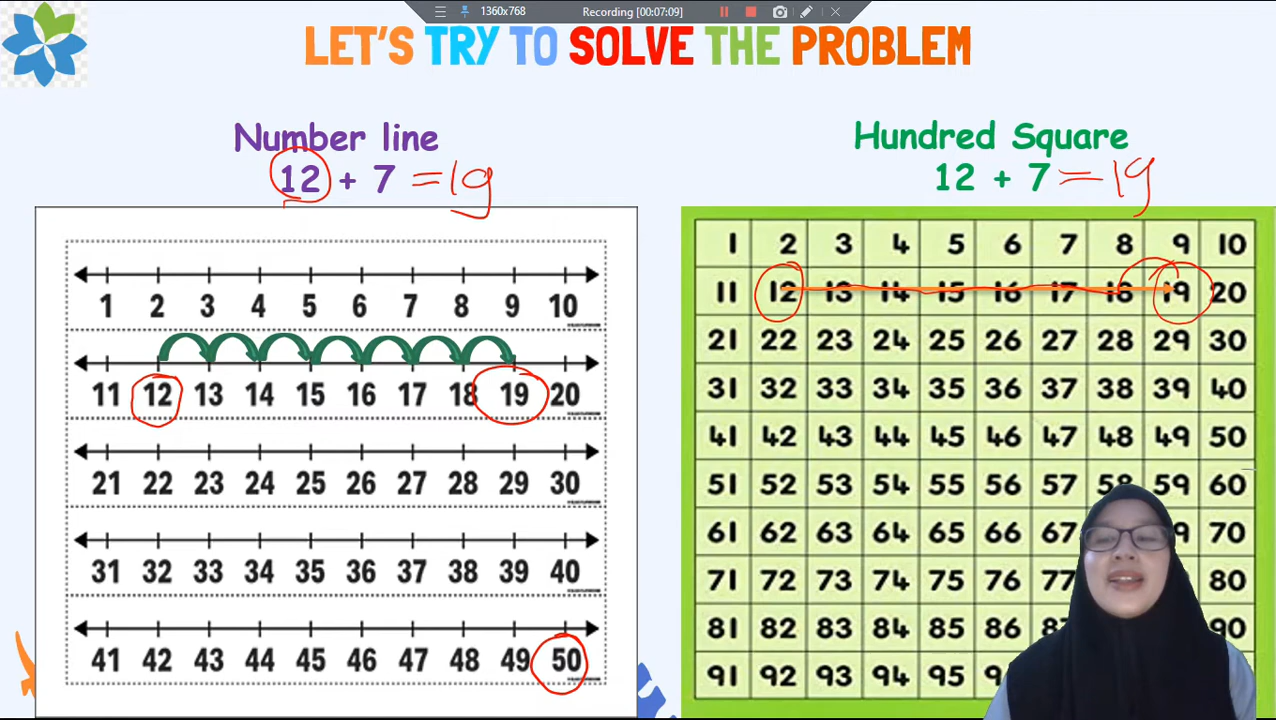 1360x768 Recording [00:07:09]
LET'S TRY TO SOLVE THE PROBLEM
Number line
12 + 7 = 19
1 2 3 4 5 6 7 8 9 10
11 12 13 14 15 16 17 18 19 20
21 22 23 24 25 26 27 28 29 30
31 32 33 34 35 36 37 38 39 40
41 42 43 44 45 46 47 48 49 50
Hundred Square
12 + 7 = 19
1 2 3 4 5 6 7 8 9 10
11 12 13 14 15 16 17 18 19 20
21 22 23 24 25 26 27 28 29 30
31 32 33 34 35 36 37 38 39 40
41 42 43 44 45 46 47 48 49 50
51 52 53 54 55 56 57 58 59 60
61 62 63 64 65 66 67 70
71 72 73 74 75 76 77 80
81 82 83 84 85 86 90
91 92 93 94 95